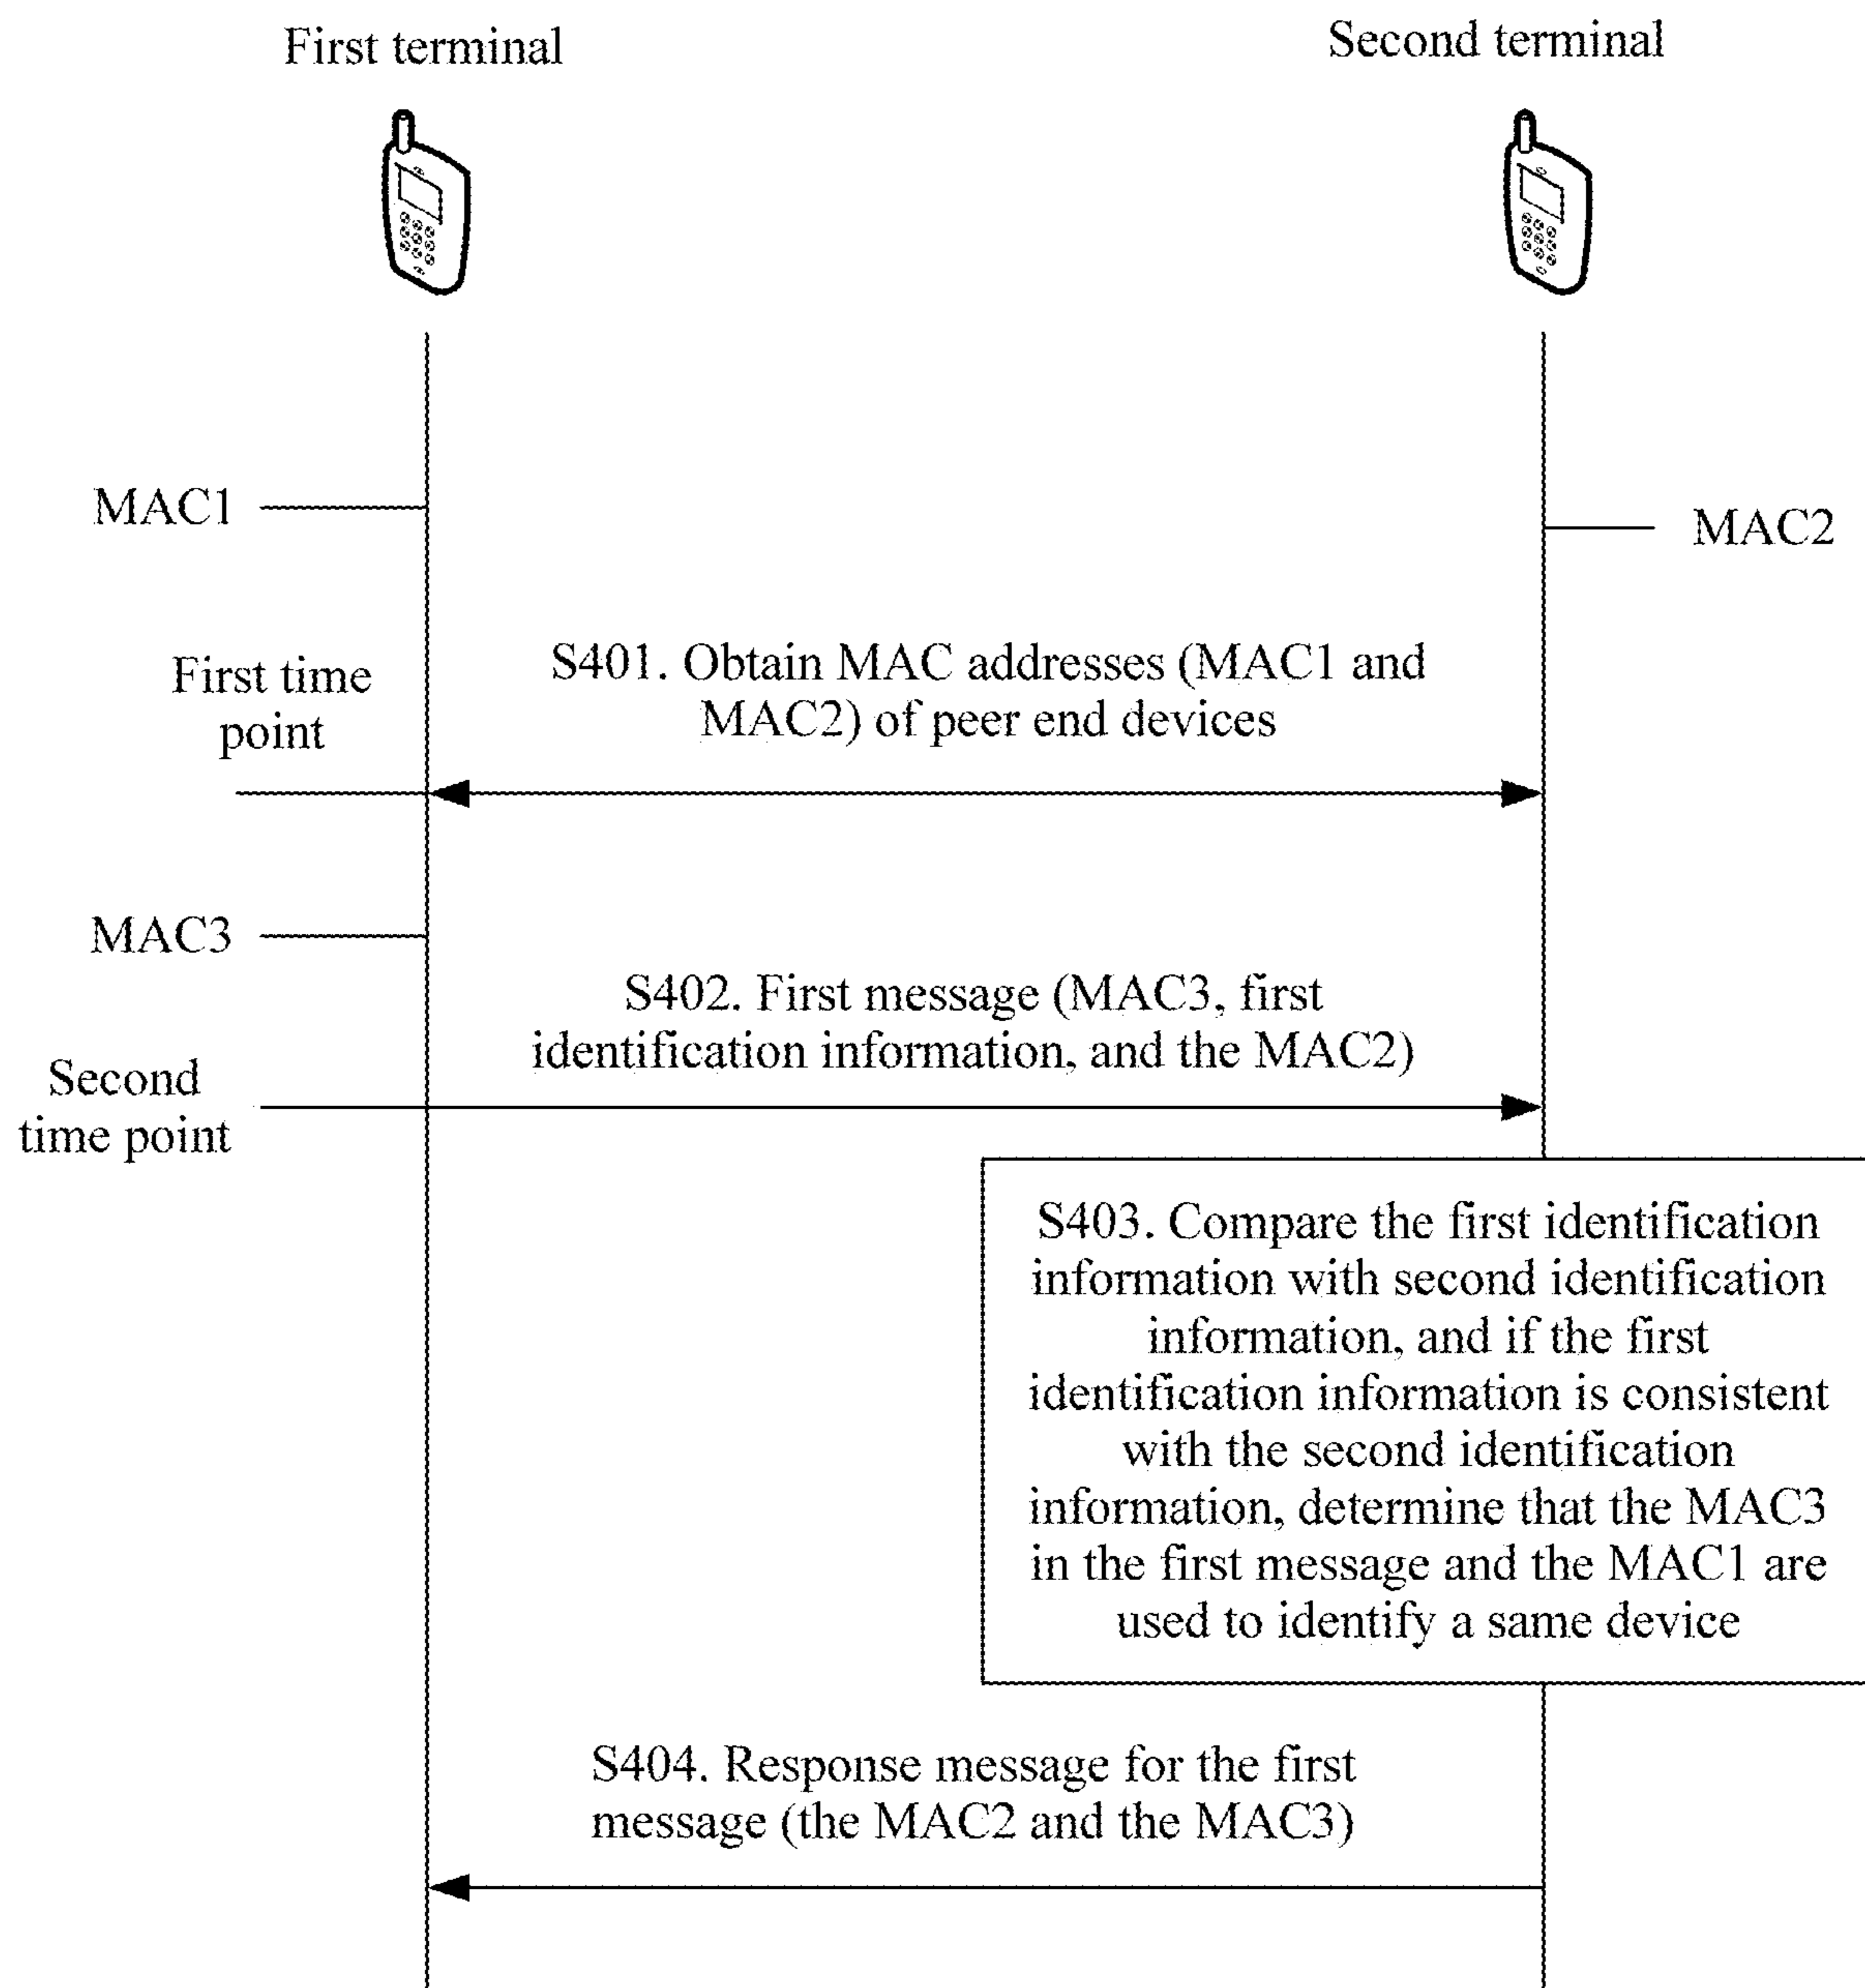 First terminal
Second terminal
MAC1
MAC2
First time
point
S401. Obtain MAC addresses (MAC1 and
MAC2) of peer end devices
MAC3
S402. First message (MAC3, first
identification information, and the MAC2)
Second
time point
S403. Compare the first identification
information with second identification
information, and if the first
identification information is consistent
with the second identification
information, determine that the MAC3
in the first message and the MAC1 are
used to identify a same device
S404. Response message for the first
message (the MAC2 and the MAC3)